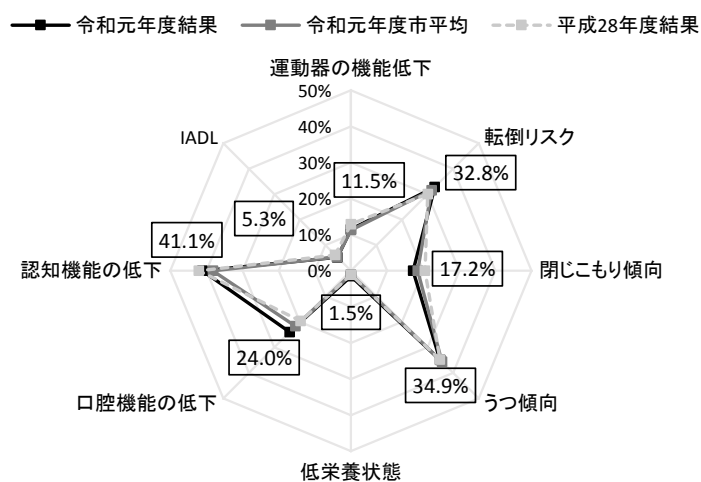 令和元年度結果 令和元年度市平均 平成28年度結果
運動器の機能低下
50%
40%
30%
20%
10%
0%
IADL
転倒リスク
11.5%
32.8%
5.3%
41.1%
認知機能の低下
17.2%
閉じこもり傾向
1.5%
24.0%
34.9%
口腔機能の低下
うつ傾向
低栄養状態